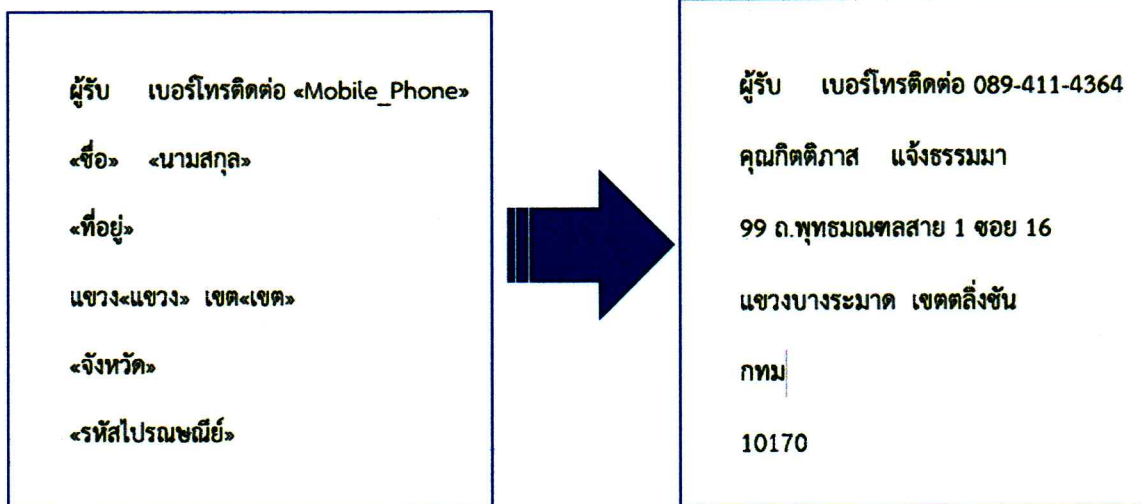 ผู้รับ เบอร์โทรติดต่อ «Mobile_Phone»
«ชื่อ» «นามสกุล»
«ที่อยู่»
แขวง«แขวง» เขต«เขต»
«จังหวัด»
«รหัสไปรณษณีย์»
ผู้รับ เบอร์โทรติดต่อ 089-411-4364
คุณกิตติภาส แจ้งธรรมมา
99 ถ.พุทธมณฑลสาย 1 ซอย 16
แขวงบางระมาด เขตตลิ่งชัน
กทม
10170